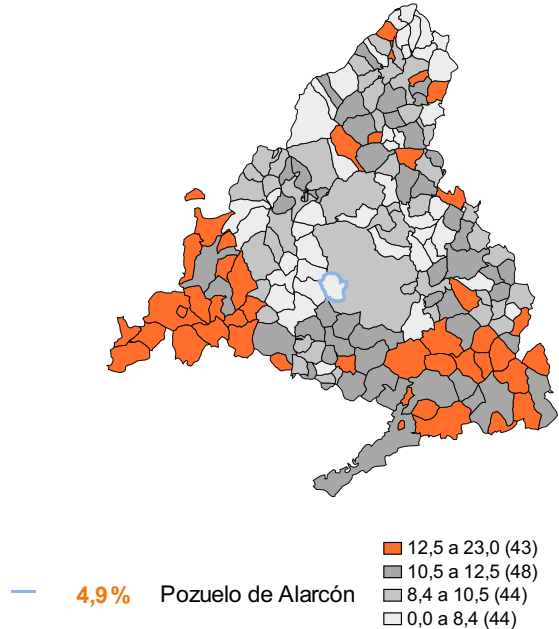 12,5 a 23,0 (43)
10,5 a 12,5 (48)
8,4 a 10,5 (44)
0,0 a 8,4 (44)
4,9% Pozuelo de Alarcón